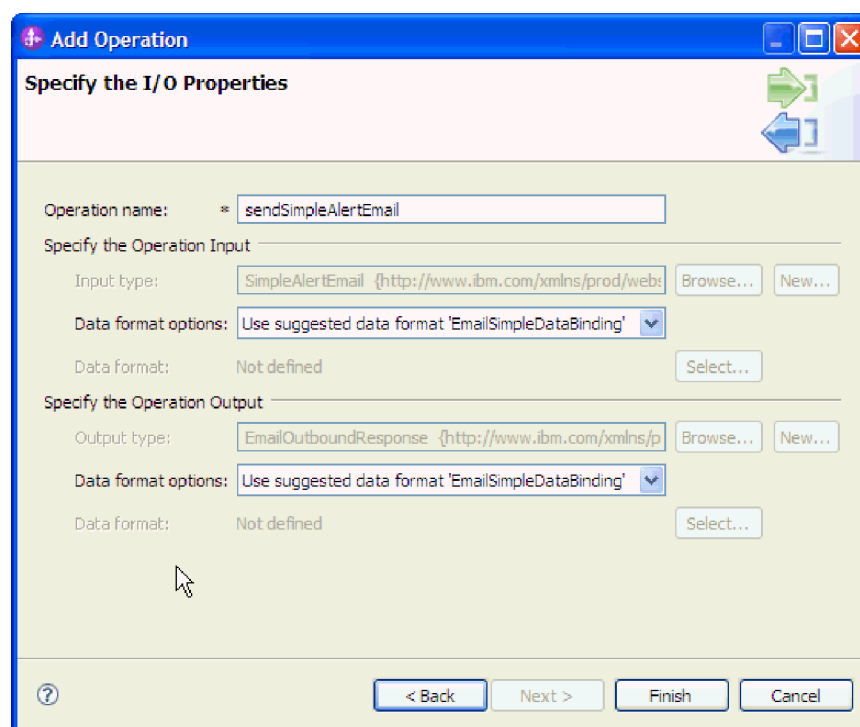 Add Operation
Specify the I/O Properties
Operation name: * sendSimpleAlertEmail
Specify the Operation Input
Input type: SimpleAlertEmail {http://www.ibm.com/xmlns/prod/webs Browse... New...
Data format options: Use suggested data format 'EmailSimpleDataBinding'
Data format: Not defined Select...
Specify the Operation Output
Output type: EmailOutboundResponse {http://www.ibm.com/xmlns/p Browse... New...
Data format options: Use suggested data format 'EmailSimpleDataBinding'
Data format: Not defined Select...
? < Back Next > Finish Cancel